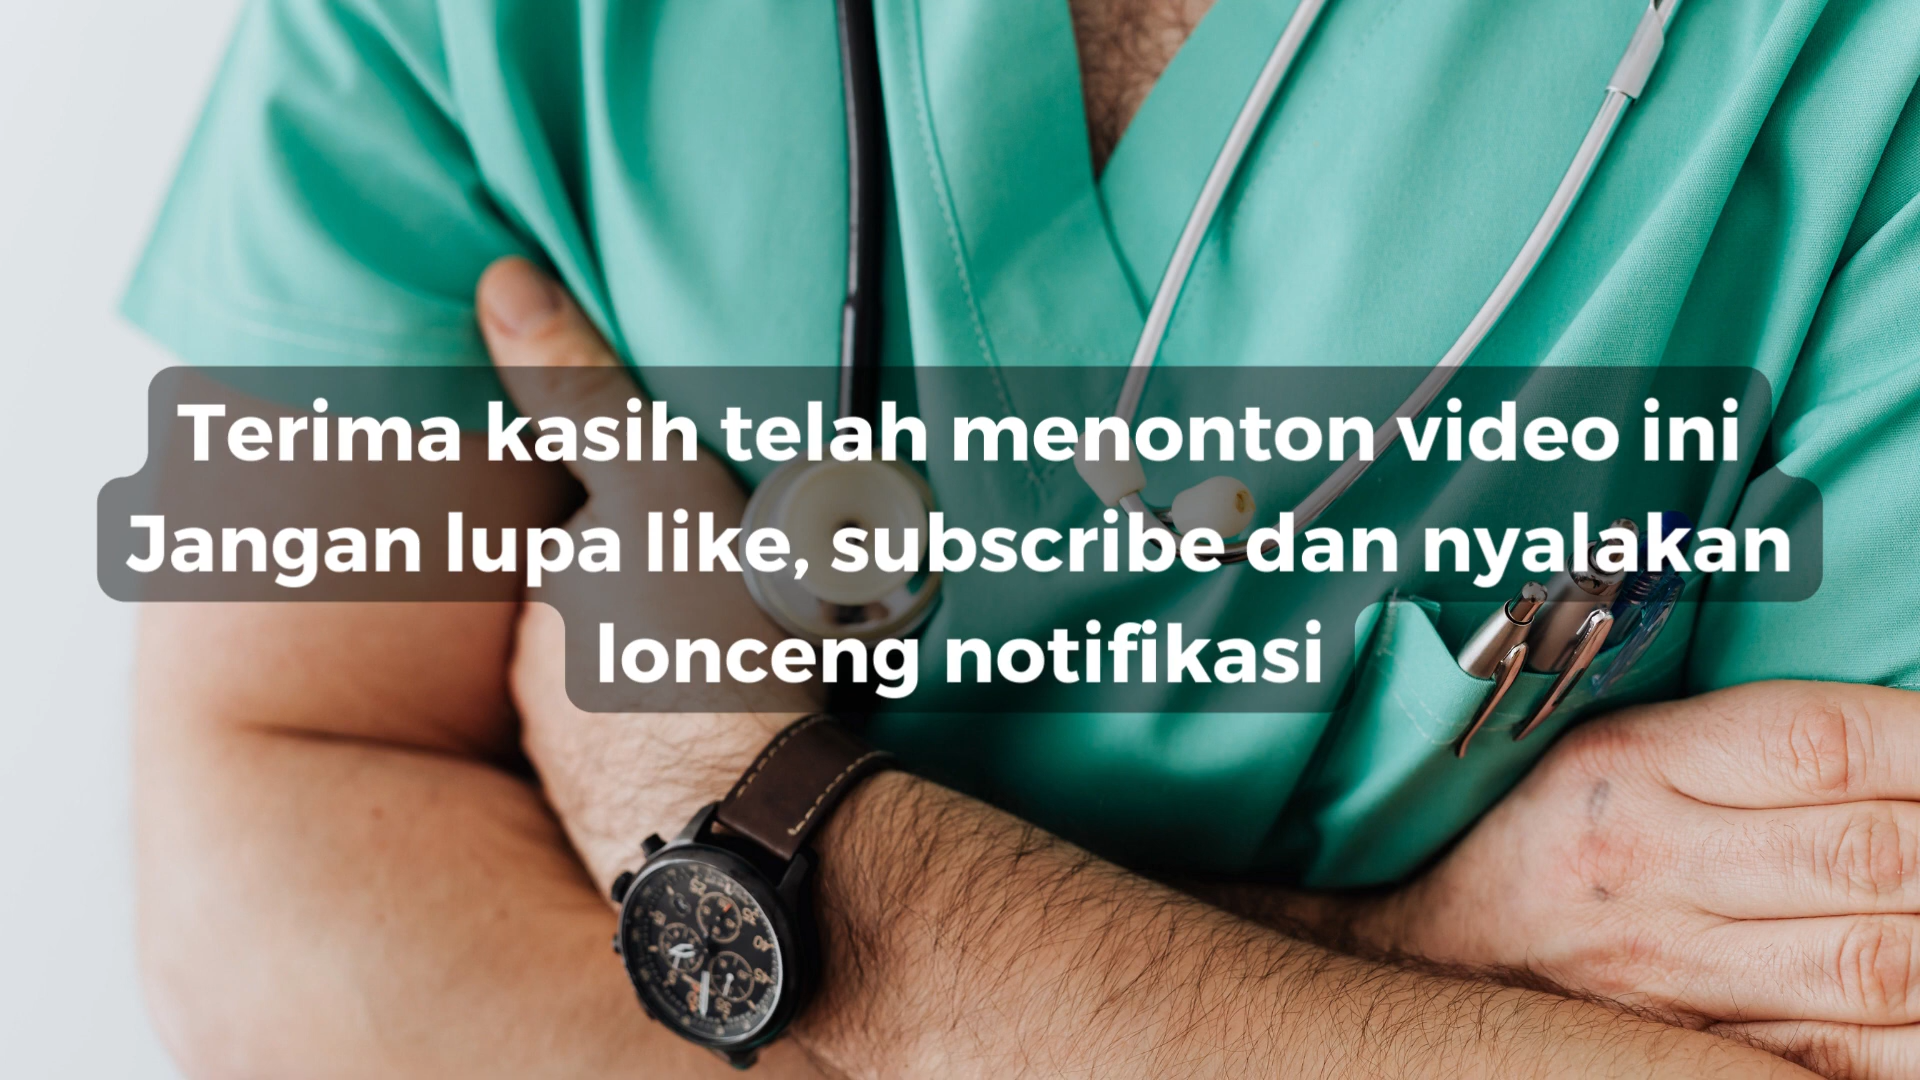 Terima kasih telah menonton video ini
Jangan lupa like, subscribe dan nyalakan
lonceng notifikasi